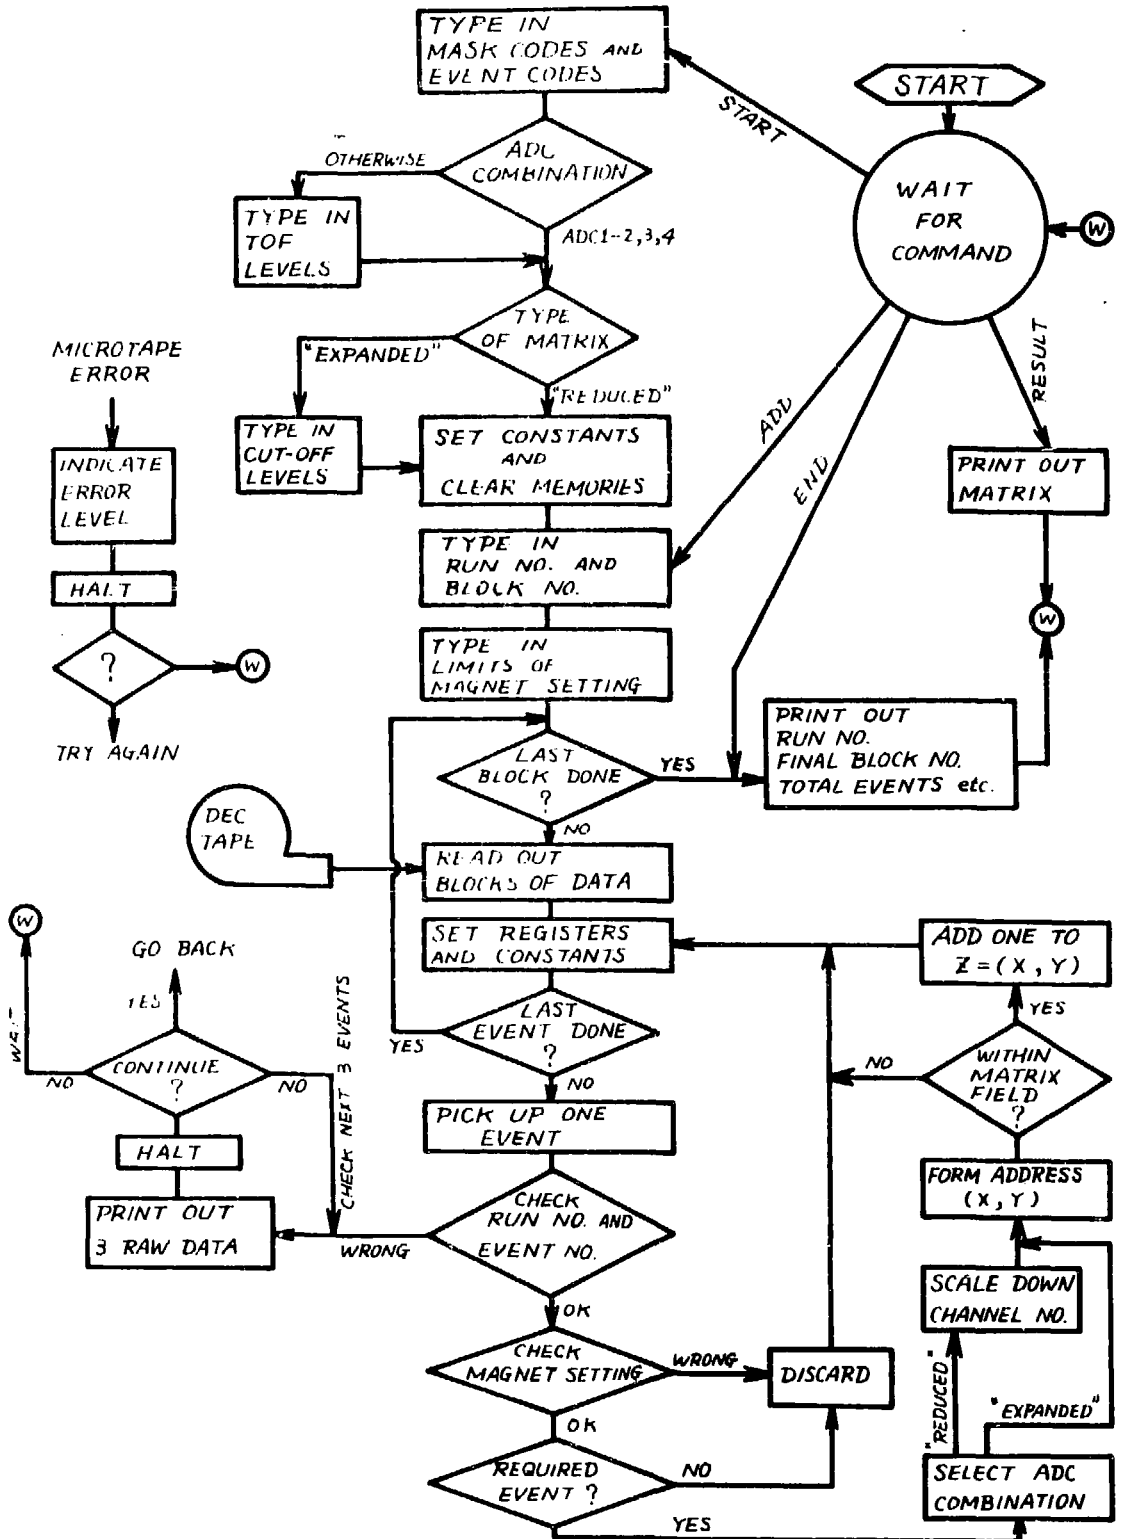 TYPE IN
MASK CODES AND
EVENT CODES
START
START
WAIT
FOR
COMMAND
W
ADC
COMBINATION
OTHERWISE
TYPE IN
TOF
LEVELS
ADC1-2,3,4
TYPE
OF MATRIX
"EXPANDED"
"REDUCED"
TYPE IN
CUT-OFF
LEVELS
SET CONSTANTS
AND
CLEAR MEMORIES
ADD
END
RESULT
PRINT OUT
MATRIX
W
MICROTAPE
ERROR
INDICATE
ERROR
LEVEL
HALT
?
W
TRY AGAIN
TYPE IN
RUN NO. AND
BLOCK NO.
TYPE IN
LIMITS OF
MAGNET SETTING
LAST
BLOCK DONE
?
YES
NO
PRINT OUT
RUN NO.
FINAL BLOCK NO.
TOTAL EVENTS etc.
DEC
TAPE
READ OUT
BLOCKS OF DATA
SET REGISTERS
AND CONSTANTS
LAST
EVENT DONE
?
YES
NO
PICK UP ONE
EVENT
CHECK
RUN NO. AND
EVENT NO.
WRONG
OK
W
WAIT
GO BACK
YES
CONTINUE
?
NO
NO
CHECK NEXT 3 EVENTS
HALT
PRINT OUT
3 RAW DATA
CHECK
MAGNET SETTING
WRONG
OK
DISCARD
REQUIRED
EVENT ?
NO
YES
ADD ONE TO
Z=(X,Y)
YES
WITHIN
MATRIX
FIELD
?
NO
FORM ADDRESS
(X,Y)
SCALE DOWN
CHANNEL NO.
"REDUCED"
"EXPANDED"
SELECT ADC
COMBINATION